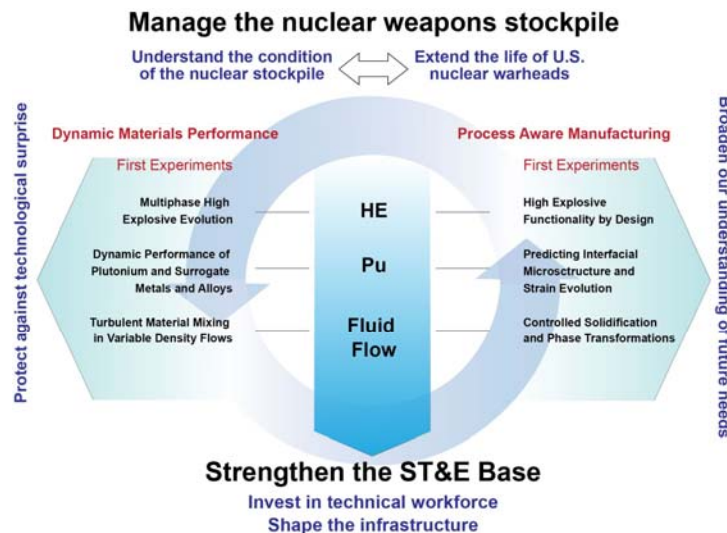 Manage the nuclear weapons stockpile
Understand the condition
of the nuclear stockpile
Extend the life of U.S.
nuclear warheads
Protect against technological surprise
Dynamic Materials Performance
First Experiments
Multiphase High
Explosive Evolution
Dynamic Performance of
Plutonium and Surrogate
Metals and Alloys
Turbulent Material Mixing
in Variable Density Flows
HE
Pu
Fluid
Flow
Process Aware Manufacturing
First Experiments
High Explosive
Functionality by Design
Predicting Interfacial
Microsctructure and
Strain Evolution
Controlled Solidification
and Phase Transformations
Broaden our understanding of future needs
Strengthen the ST&E Base
Invest in technical workforce
Shape the infrastructure